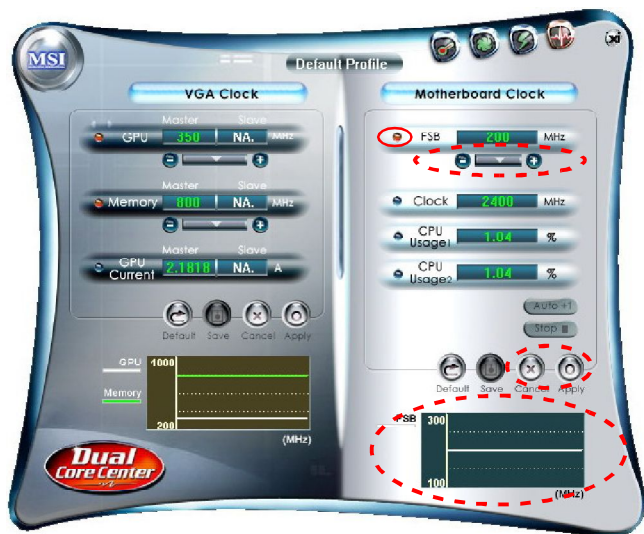 MSI
Default Profile
VGA Clock
Master Slave
GPU 350 NA. MHz
Master Slave
Memory 800 NA. MHz
Master Slave
GPU Current 2.1818 NA. A
Default Save Cancel Apply
GPU 1000
Memory
200
(MHz)
Dual
Core Center
Motherboard Clock
FSB 200 MHz
Clock 2400 MHz
CPU Usage1 1.04 %
CPU Usage2 1.04 %
Auto +1
Stop
Default Save Cancel Apply
FSB 300
100
(MHz)